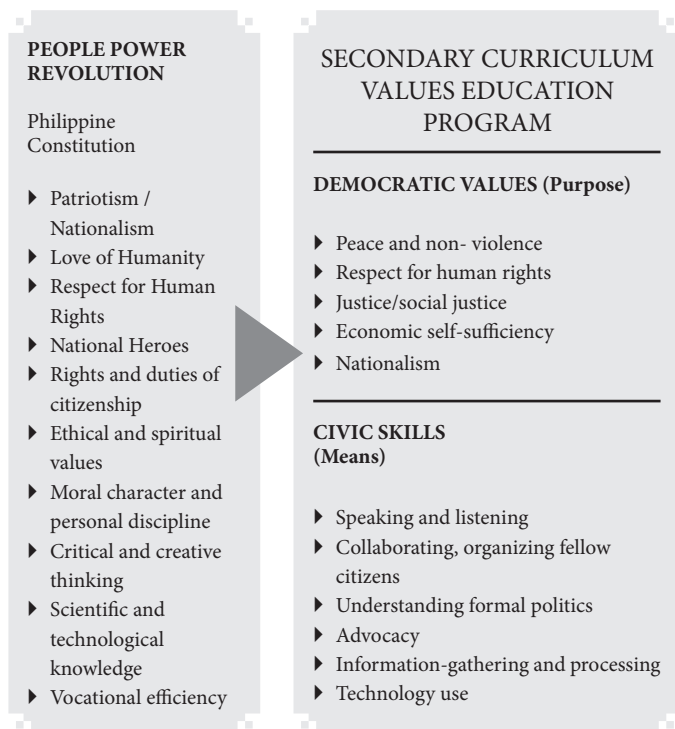 PEOPLE POWER
REVOLUTION
Philippine
Constitution
Patriotism /
Nationalism
Love of Humanity
Respect for Human
Rights
National Heroes
Rights and duties of
citizenship
Ethical and spiritual
values
Moral character and
personal discipline
Critical and creative
thinking
Scientific and
technological
knowledge
Vocational efficiency
SECONDARY CURRICULUM
VALUES EDUCATION
PROGRAM
DEMOCRATIC VALUES (Purpose)
Peace and non- violence
Respect for human rights
Justice/social justice
Economic self-sufficiency
Nationalism
CIVIC SKILLS
(Means)
Speaking and listening
Collaborating, organizing fellow
citizens
Understanding formal politics
Advocacy
Information-gathering and processing
Technology use